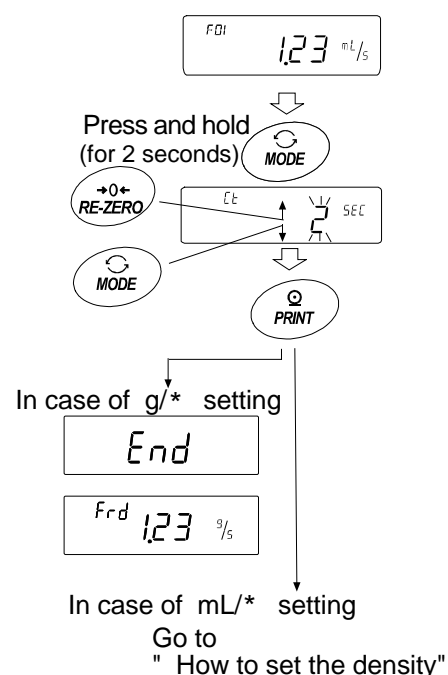 F01
1.23 mL/s
Press and hold
(for 2 seconds)
MODE
→0←
RE-ZERO
Ct 2 SEC
MODE
PRINT
In case of g/* setting
End
Frd 1.23 g/s
In case of mL/* setting
Go to
" How to set the density"